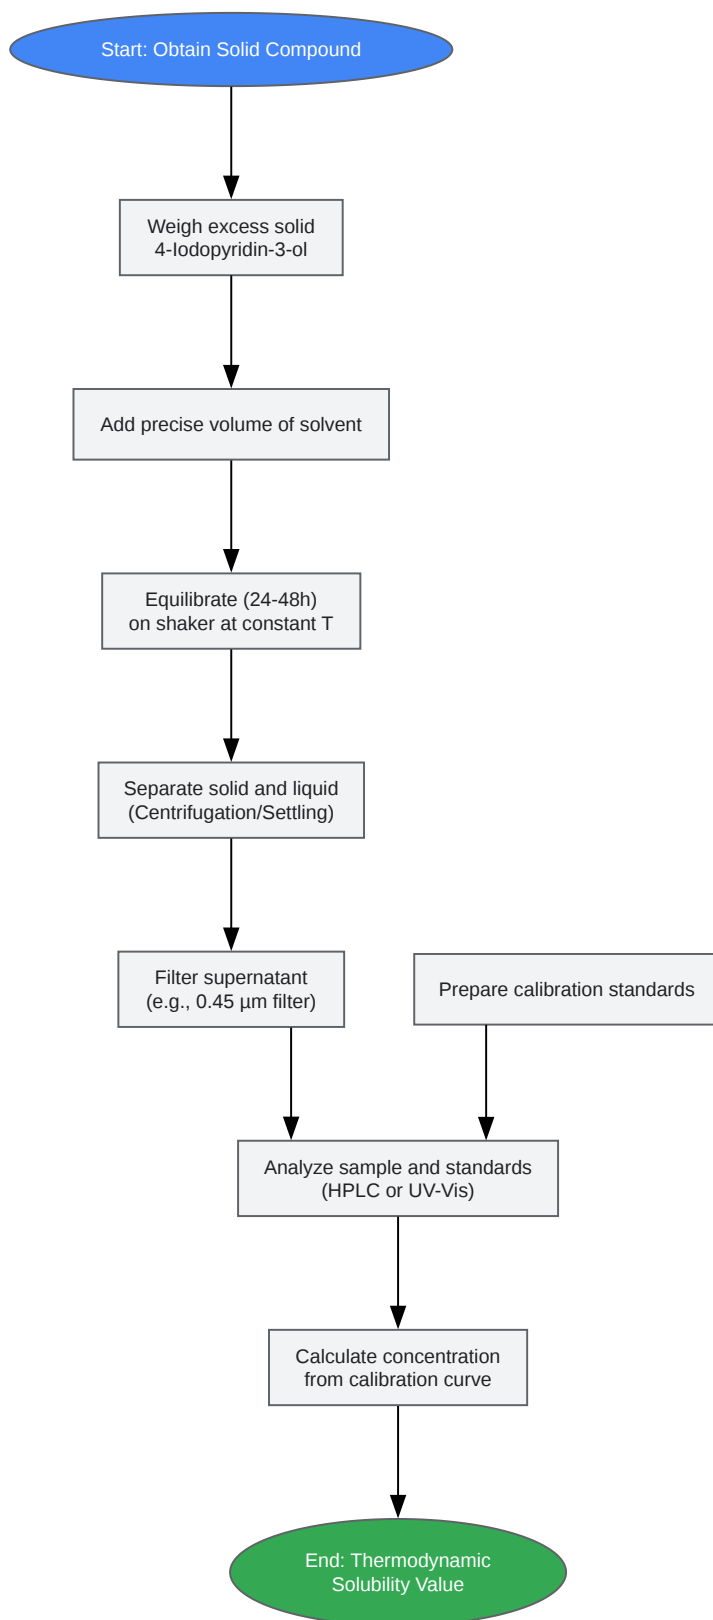 Start: Obtain Solid Compound
Weigh excess solid
4-Iodopyridin-3-ol
Add precise volume of solvent
Equilibrate (24-48h)
on shaker at constant T
Separate solid and liquid
(Centrifugation/Settling)
Filter supernatant
(e.g., 0.45 µm filter)
Prepare calibration standards
Analyze sample and standards
(HPLC or UV-Vis)
Calculate concentration
from calibration curve
End: Thermodynamic
Solubility Value